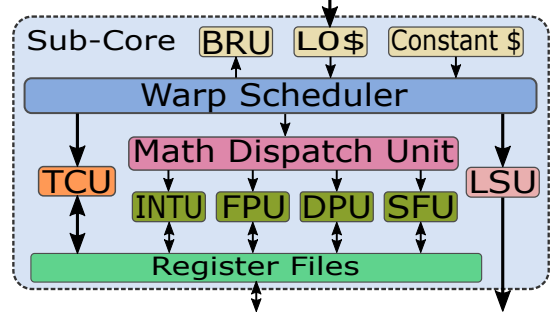 Sub-Core
BRU
L0$
Constant $
Warp Scheduler
Math Dispatch Unit
TCU
LSU
INTU
FPU
DPU
SFU
Register Files